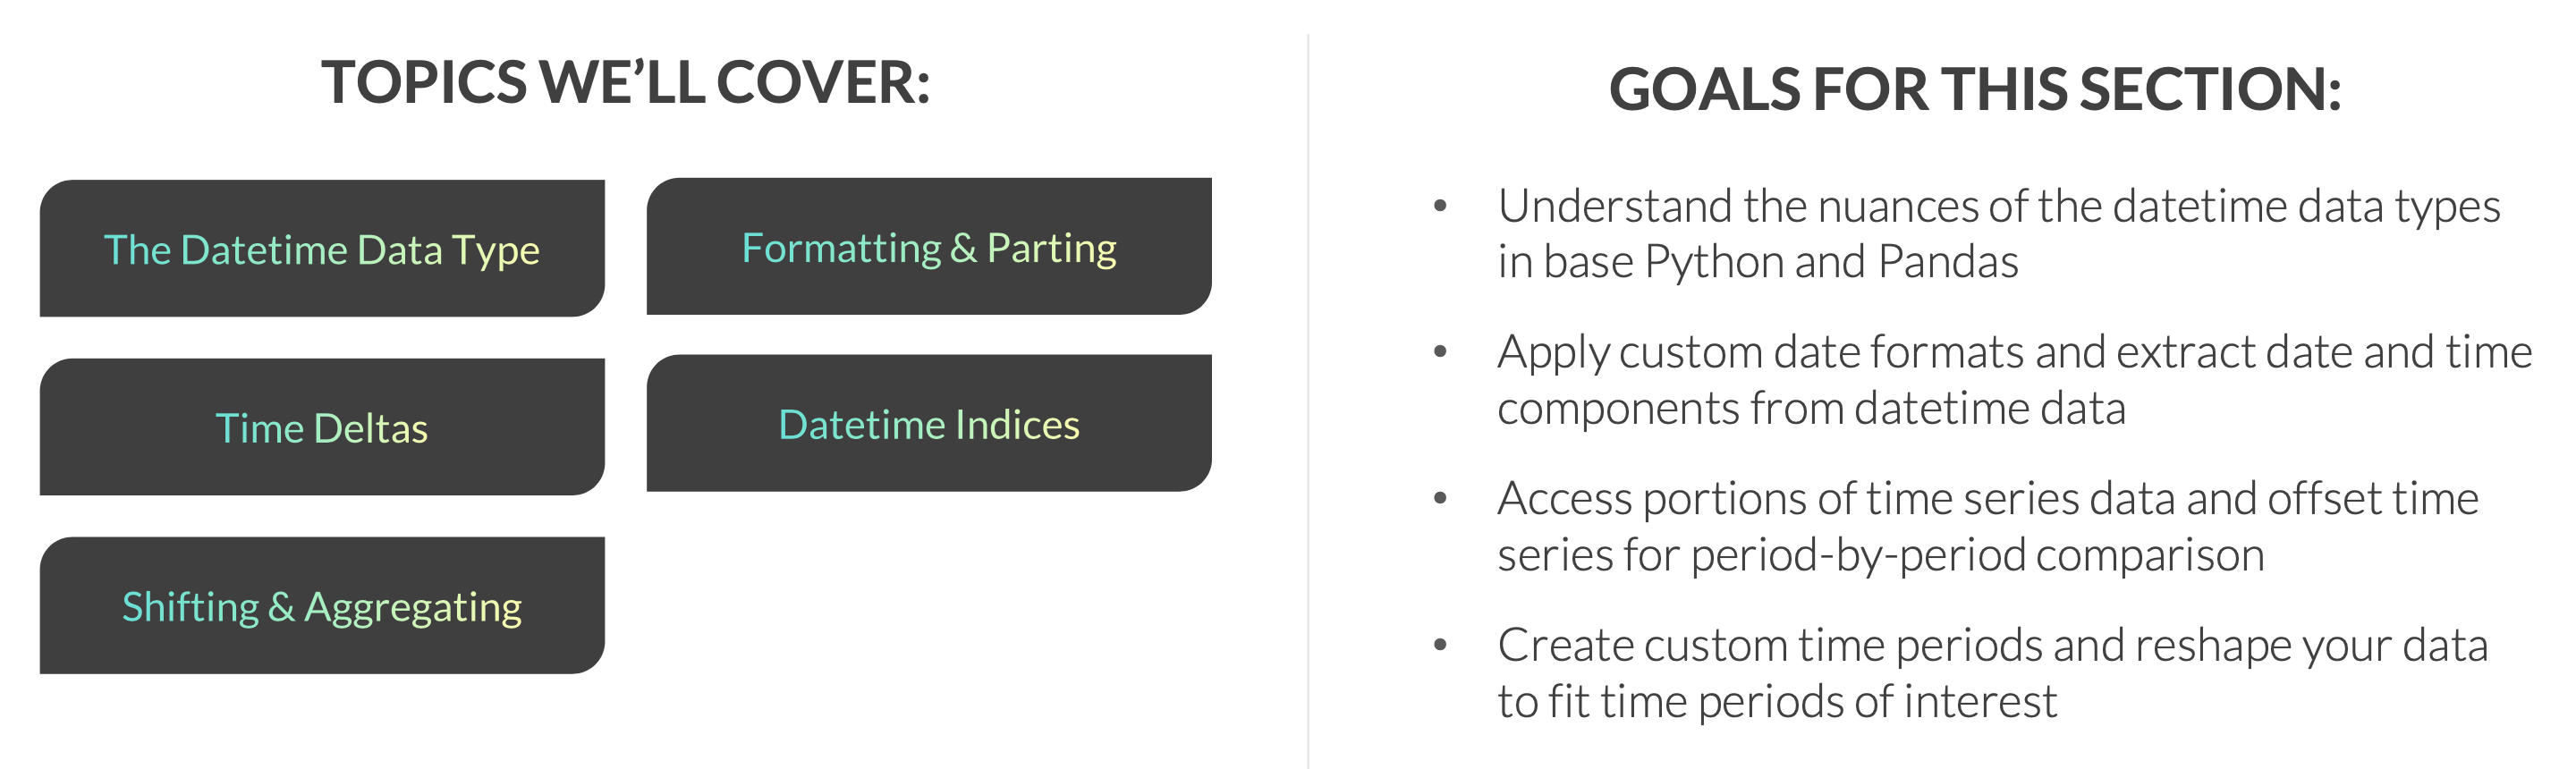 TOPICS WE’LL COVER:
The Datetime Data Type
Formatting & Parting
Time Deltas
Datetime Indices
Shifting & Aggregating
GOALS FOR THIS SECTION:
• Understand the nuances of the datetime data types
in base Python and Pandas
• Apply custom date formats and extract date and time
components from datetime data
• Access portions of time series data and offset time
series for period-by-period comparison
• Create custom time periods and reshape your data
to fit time periods of interest